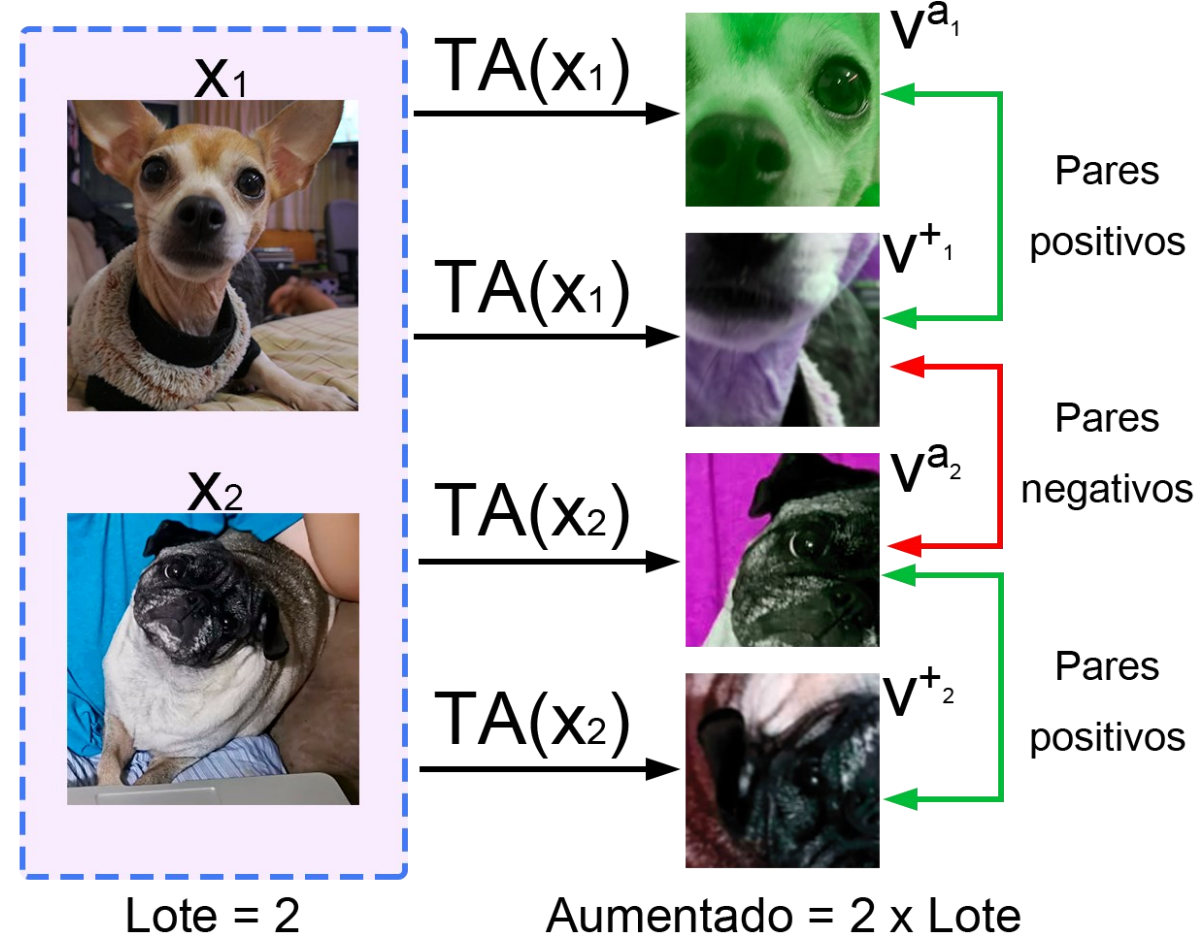 x₁
TA(x₁)
vᵃ₁
Pares
positivos
TA(x₁)
v⁺₁
Pares
negativos
x₂
TA(x₂)
vᵃ₂
Pares
positivos
TA(x₂)
v⁺₂
Lote = 2
Aumentado = 2 x Lote